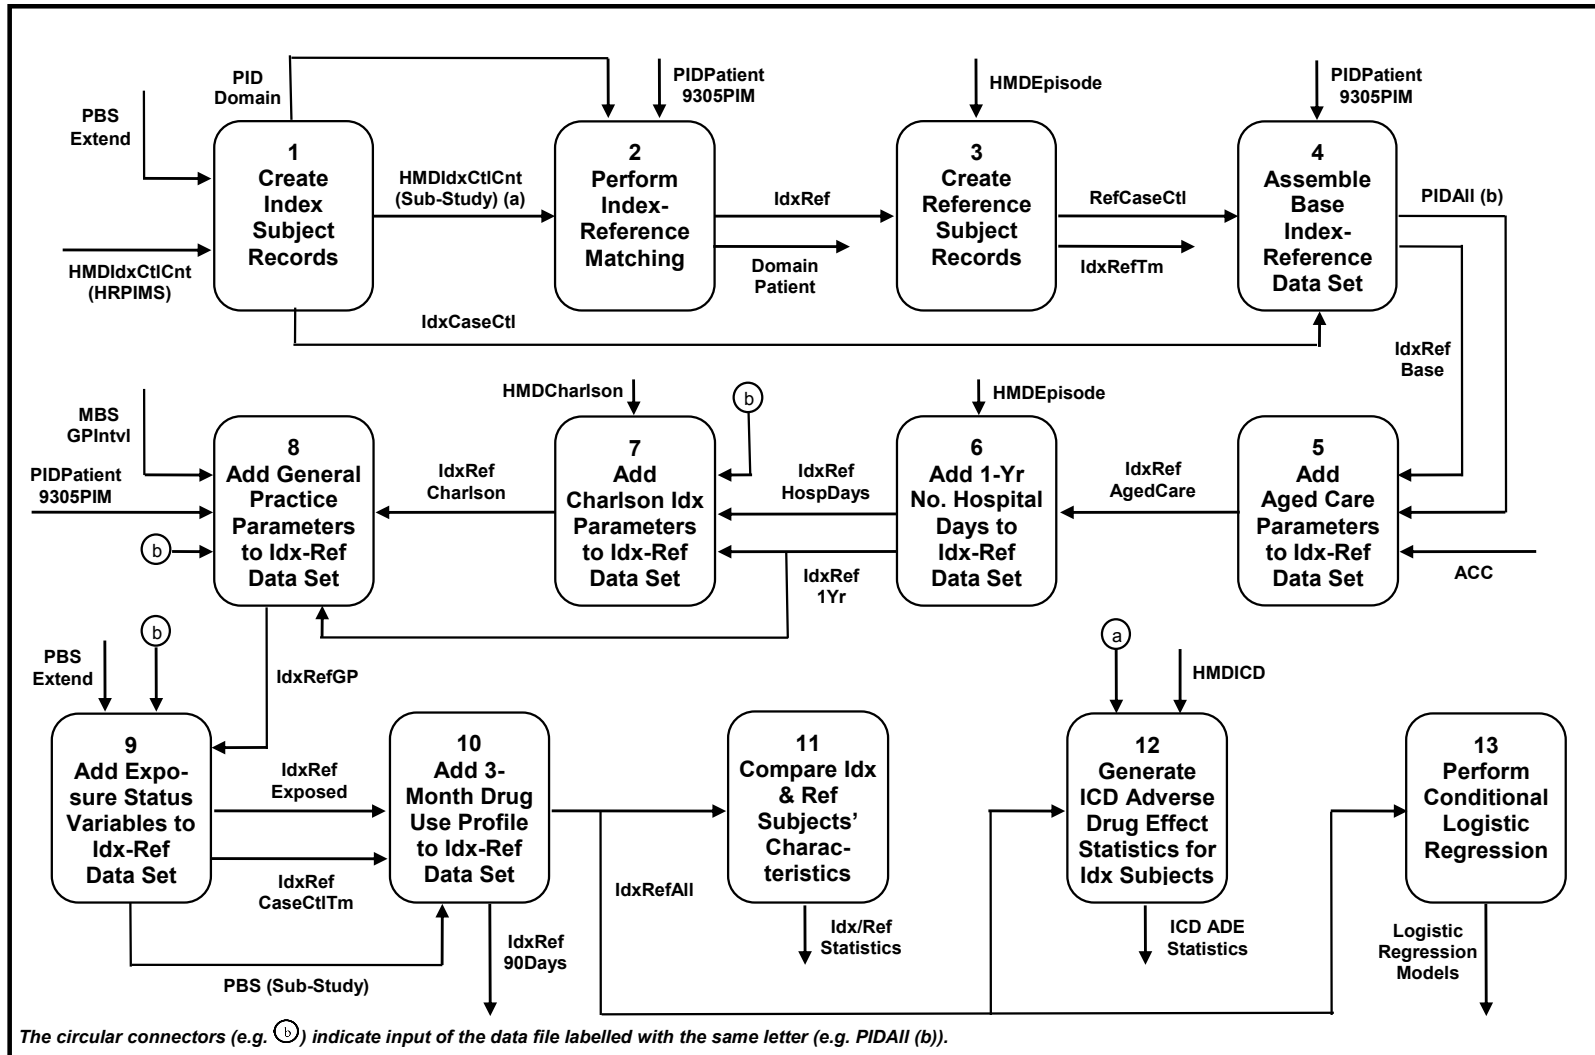 PID
Domain
PIDPatient
9305PIM
HMDEpisode
PIDPatient
9305PIM
PBS
Extend
1
Create
Index
Subject
Records
HMDIdxCtlCnt
(Sub-Study) (a)
2
Perform
Index-
Reference
Matching
IdxRef
Domain
Patient
3
Create
Reference
Subject
Records
RefCaseCtl
IdxRefTm
4
Assemble
Base
Index-
Reference
Data Set
PIDAll (b)
HMDIdxCtlCnt
(HRPIMS)
IdxCaseCtl
IdxRef
Base
MBS
GPIntvl
PIDPatient
9305PIM
b
8
Add General
Practice
Parameters
to Idx-Ref
Data Set
IdxRef
Charlson
HMDCharlson
b
7
Add
Charlson Idx
Parameters
to Idx-Ref
Data Set
IdxRef
HospDays
IdxRef
1Yr
HMDEpisode
6
Add 1-Yr
No. Hospital
Days to
Idx-Ref
Data Set
IdxRef
AgedCare
5
Add
Aged Care
Parameters
to Idx-Ref
Data Set
ACC
PBS
Extend
b
IdxRefGP
a
HMDICD
9
Add Expo-
sure Status
Variables to
Idx-Ref
Data Set
IdxRef
Exposed
IdxRef
CaseCtlTm
10
Add 3-
Month Drug
Use Profile
to Idx-Ref
Data Set
IdxRefAll
11
Compare Idx
& Ref
Subjects’
Charac-
teristics
12
Generate
ICD Adverse
Drug Effect
Statistics for
Idx Subjects
13
Perform
Conditional
Logistic
Regression
PBS (Sub-Study)
IdxRef
90Days
Idx/Ref
Statistics
ICD ADE
Statistics
Logistic
Regression
Models
The circular connectors (e.g. b) indicate input of the data file labelled with the same letter (e.g. PIDAll (b)).